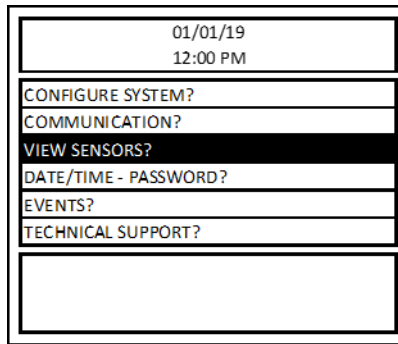 01/01/19
12:00 PM
CONFIGURE SYSTEM?
COMMUNICATION?
VIEW SENSORS?
DATE/TIME - PASSWORD?
EVENTS?
TECHNICAL SUPPORT?